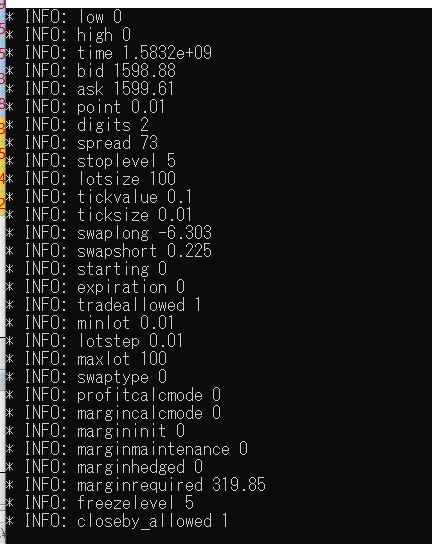 * INFO: low 0
* INFO: high 0
* INFO: time 1.5832e+09
* INFO: bid 1598.88
* INFO: ask 1599.61
* INFO: point 0.01
* INFO: digits 2
* INFO: spread 73
* INFO: stoplevel 5
* INFO: lotsize 100
* INFO: tickvalue 0.1
* INFO: ticksize 0.01
* INFO: swaplong -6.303
* INFO: swapshort 0.225
* INFO: starting 0
* INFO: expiration 0
* INFO: tradeallowed 1
* INFO: minlot 0.01
* INFO: lotstep 0.01
* INFO: maxlot 100
* INFO: swaptype 0
* INFO: profitcalcmode 0
* INFO: margincalcmode 0
* INFO: margininit 0
* INFO: marginmaintenance 0
* INFO: marginhedged 0
* INFO: marginrequired 319.85
* INFO: freezelevel 5
* INFO: closeby_allowed 1